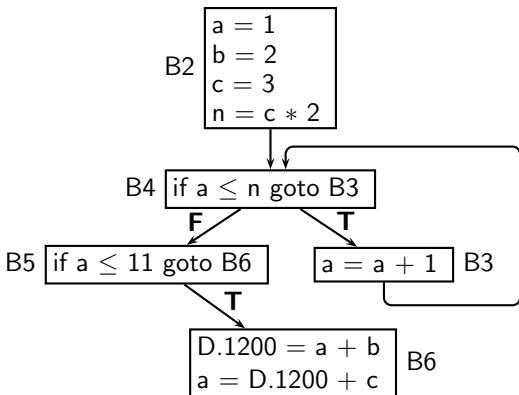 B2
a = 1
b = 2
c = 3
n = c * 2
B4
if a ≤ n goto B3
F
T
B5
if a ≤ 11 goto B6
a = a + 1
B3
T
D.1200 = a + b
a = D.1200 + c
B6